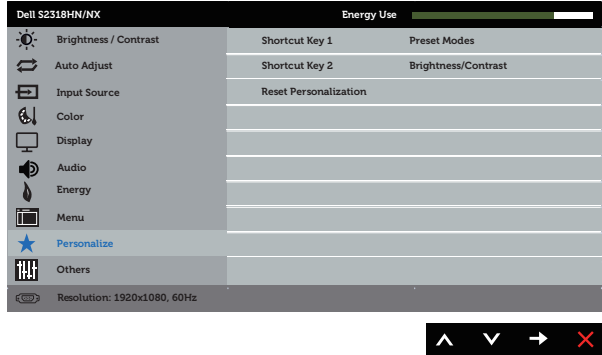 Dell S2318HN/NX Energy Use
Brightness / Contrast Shortcut Key 1 Preset Modes
Auto Adjust Shortcut Key 2 Brightness/Contrast
Input Source Reset Personalization
Color
Display
Audio
Energy
Menu
Personalize
Others
Resolution: 1920x1080, 60Hz